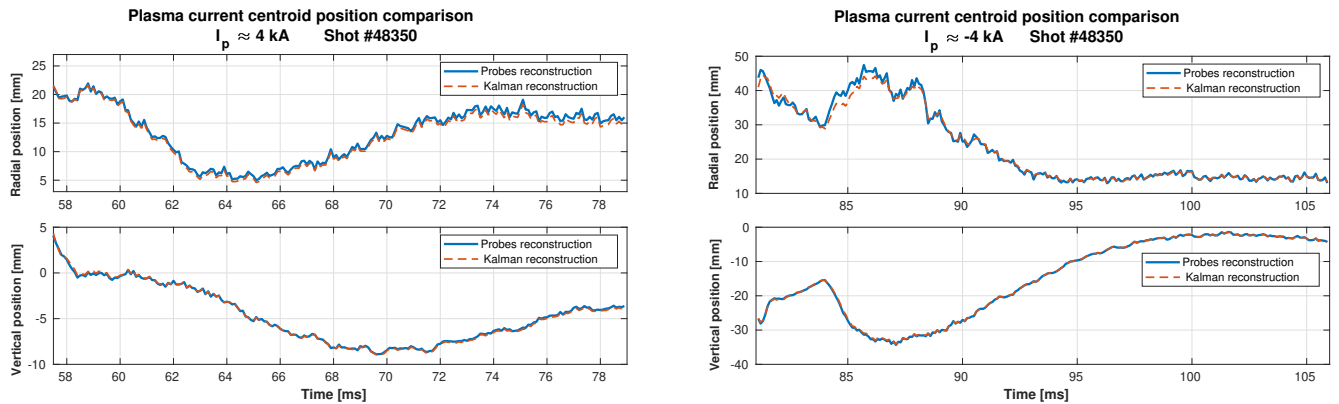 Plasma current centroid position comparison
I_p ≈ 4 kA Shot #48350
Radial position [mm]
25
20
15
10
5
Probes reconstruction
Kalman reconstruction
58 60 62 64 66 68 70 72 74 76 78
Vertical position [mm]
5
0
-5
-10
Probes reconstruction
Kalman reconstruction
58 60 62 64 66 68 70 72 74 76 78
Time [ms]
Plasma current centroid position comparison
I_p ≈ -4 kA Shot #48350
Radial position [mm]
50
40
30
20
10
Probes reconstruction
Kalman reconstruction
85 90 95 100 105
Vertical position [mm]
0
-10
-20
-30
-40
Probes reconstruction
Kalman reconstruction
85 90 95 100 105
Time [ms]